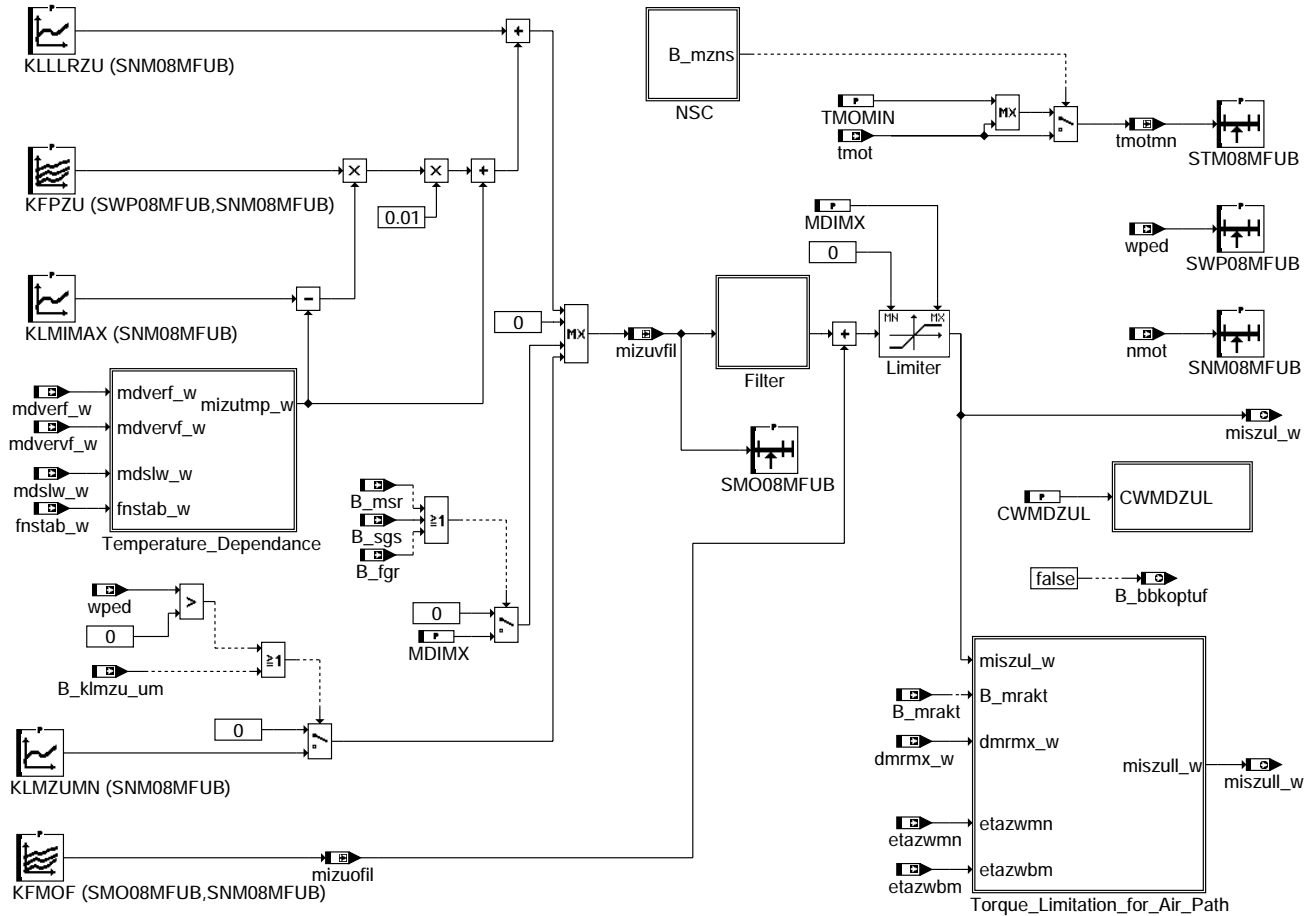 P
KLLLRZU (SNM08MFUB)
+
P
KFPZU (SWP08MFUB,SNM08MFUB)
×
0.01
×
+
P
KLMIMAX (SNM08MFUB)
−
mdverf_w
mdvervf_w
mdslw_w
fnstab_w
mdverf_w
mdvervf_w
mdslw_w
fnstab_w
mizutmp_w
Temperature_Dependance
0
MX
mizuvfil
B_msr
B_sgs
B_fgr
≥1
0
P
MDIMX
wped
0
>
B_klmzu_um
≥1
0
P
KLMZUMN (SNM08MFUB)
P
KFMOF (SMO08MFUB,SNM08MFUB)
mizuofil
B_mzns
NSC
P
TMOMIN
tmot
MX
tmotmn
P
STM08MFUB
P
MDIMX
0
wped
P
SWP08MFUB
Filter
+
MN
MX
Limiter
nmot
P
SNM08MFUB
P
SMO08MFUB
miszul_w
P
CWMDZUL
CWMDZUL
false
B_bbkoptuf
B_mrakt
dmrmx_w
etazwmn
etazwbm
miszul_w
B_mrakt
dmrmx_w
etazwmn
etazwbm
miszull_w
miszull_w
Torque_Limitation_for_Air_Path